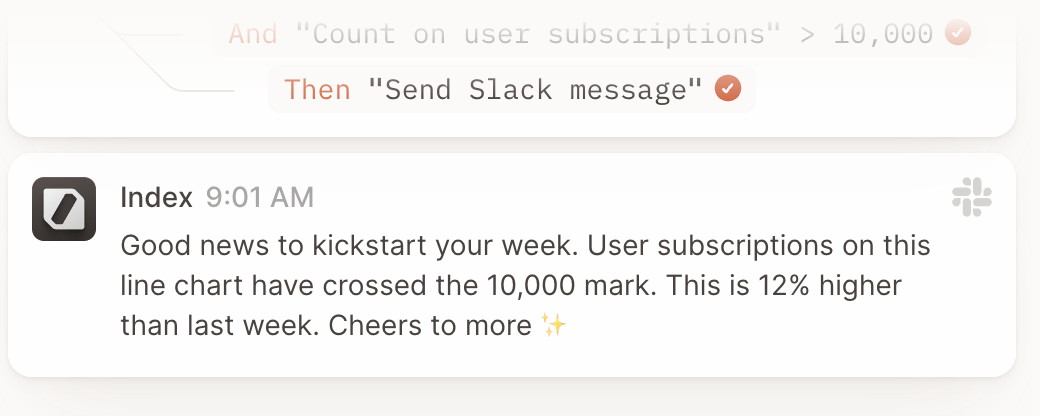 And "Count on user subscriptions" > 10,000
Then "Send Slack message"
Index 9:01 AM
Good news to kickstart your week. User subscriptions on this
line chart have crossed the 10,000 mark. This is 12% higher
than last week. Cheers to more ✨